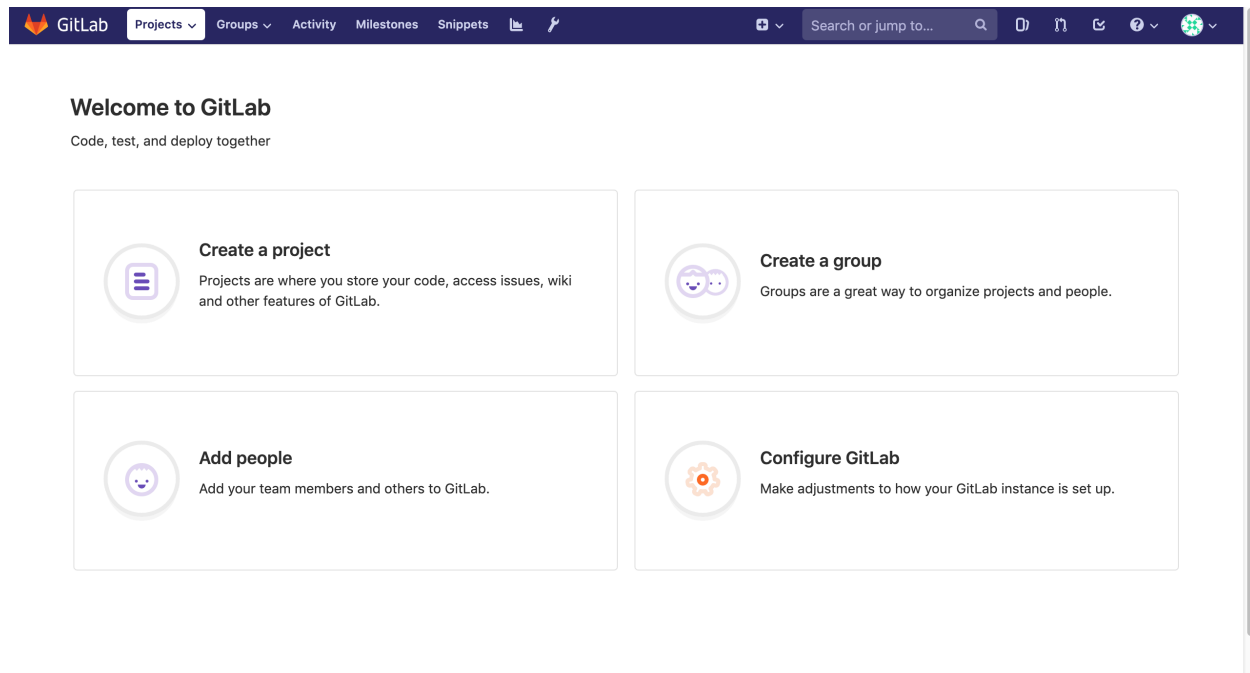 GitLab Projects Groups Activity Milestones Snippets Search or jump to...
Welcome to GitLab
Code, test, and deploy together
Create a project
Projects are where you store your code, access issues, wiki
and other features of GitLab.
Create a group
Groups are a great way to organize projects and people.
Add people
Add your team members and others to GitLab.
Configure GitLab
Make adjustments to how your GitLab instance is set up.